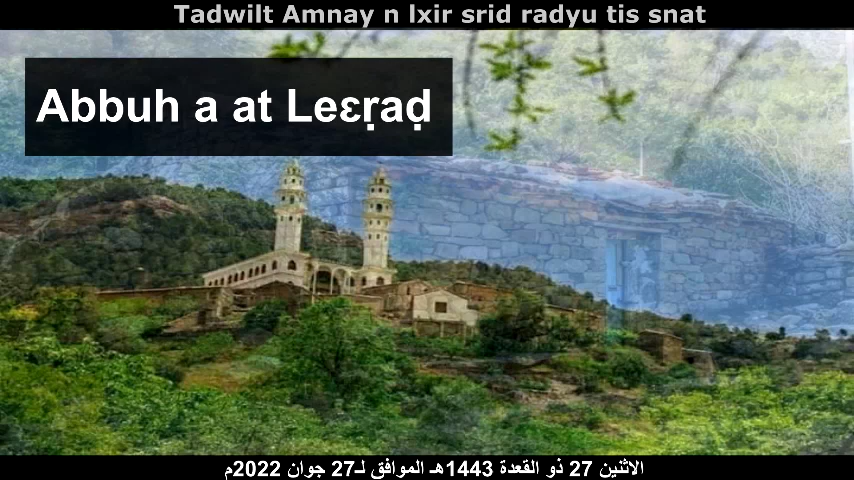 Tadwilt Amnay n lxir srid radyu tis snat
Abbuh a at Leɛṛaḍ
الاثنين 27 ذو القعدة 1443هـ الموافق لـ27 جوان 2022م